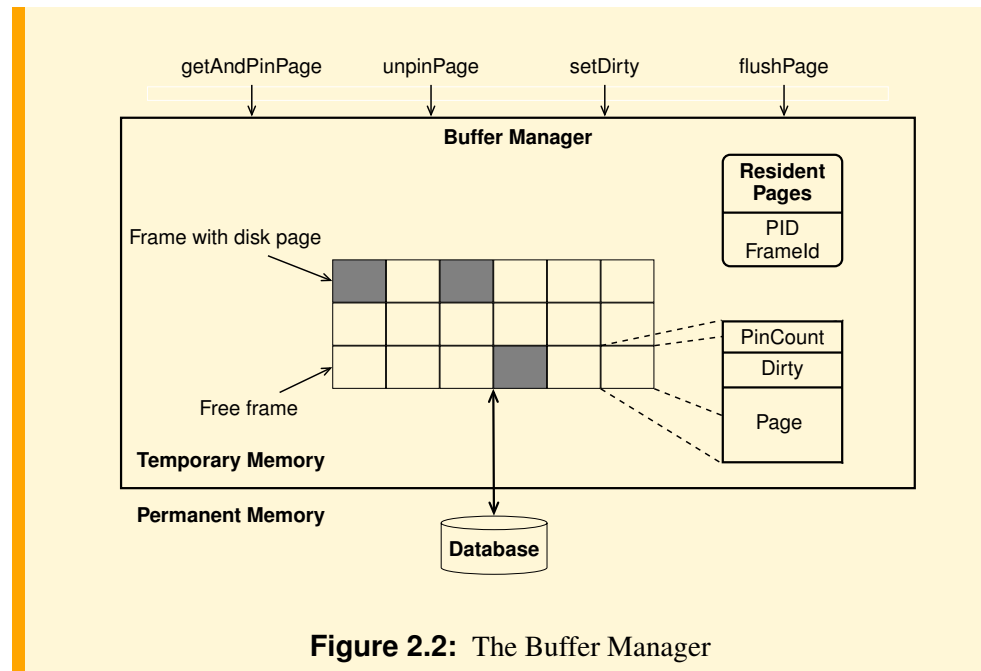 getAndPinPage unpinPage setDirty flushPage
Buffer Manager
Resident
Pages
PID
FrameId
Frame with disk page
PinCount
Dirty
Page
Free frame
Temporary Memory
Permanent Memory
Database
Figure 2.2: The Buffer Manager